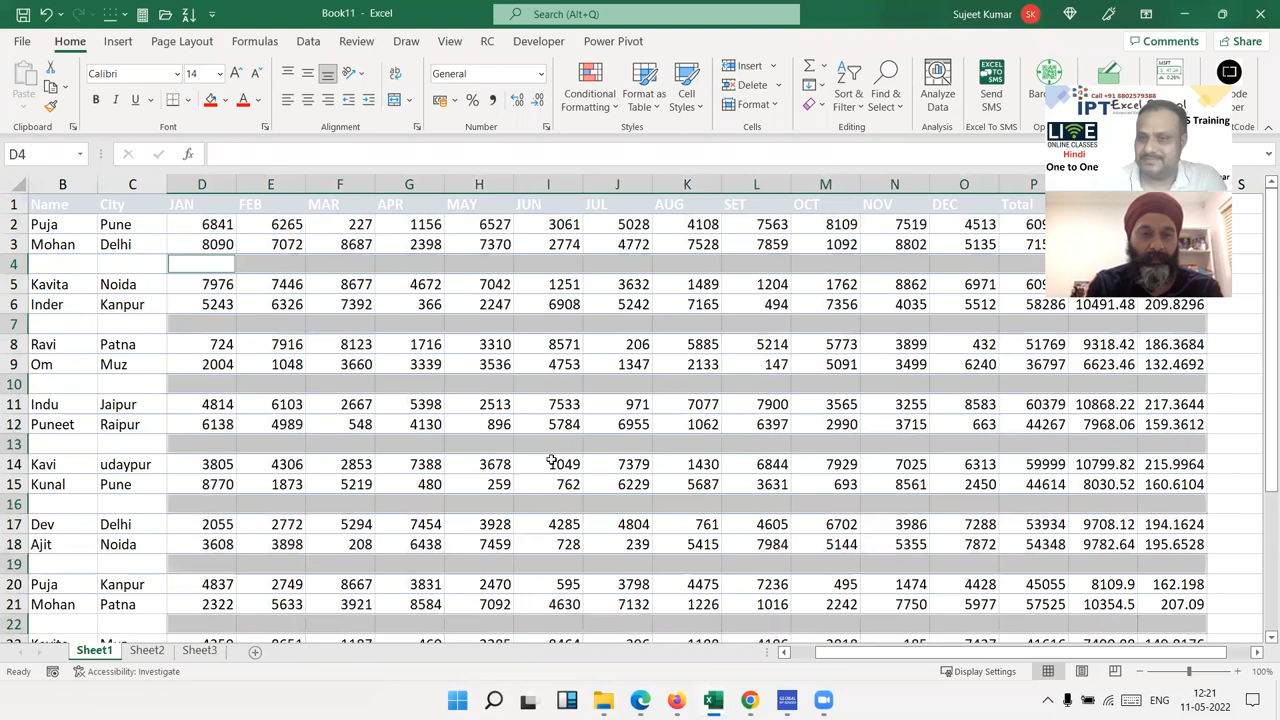 Book11 - Excel
Search (Alt+Q)
Sujeet Kumar SK
File Home Insert Page Layout Formulas Data Review View Draw View RC Developer Power Pivot
Comments Share
Paste
Calibri 14
General
Conditional Formatting
Format as Table
Cell Styles
Insert
Delete
Format
Sort & Filter
Find & Select
Analyze Data
Send SMS
EXCEL TO SMS
Clipboard Font Alignment Number Styles Cells Editing Analysis Excel To SMS
Call +91 8802579388
IPT Excel School
LIVE
ONLINE CLASSES
Hindi
One to One
D4
B C D E F G H I J K L M N O P S
1 Name City JAN FEB MAR APR MAY JUN JUL AUG SET OCT NOV DEC Total
2 Puja Pune 6841 6265 227 1156 6527 3061 5028 4108 7563 8109 7519 4513
3 Mohan Delhi 8090 7072 8687 2398 7370 2774 4772 7528 7859 1092 8802 5135
4
5 Kavita Noida 7976 7446 8677 4672 7042 1251 3632 1489 1204 1762 8862 6971
6 Inder Kanpur 5243 6326 7392 366 2247 6908 5242 7165 494 7356 4035 5512 58286 10491.48 209.8296
7
8 Ravi Patna 724 7916 8123 1716 3310 8571 206 5885 5214 5773 3899 432 51769 9318.42 186.3684
9 Om Muz 2004 1048 3660 3339 3536 4753 1347 2133 147 5091 3499 6240 36797 6623.46 132.4692
10
11 Indu Jaipur 4814 6103 2667 5398 2513 7533 971 7077 7900 3565 3255 8583 60379 10868.22 217.3644
12 Puneet Raipur 6138 4989 548 4130 896 5784 6955 1062 6397 2990 3715 663 44267 7968.06 159.3612
13
14 Kavi udaypur 3805 4306 2853 7388 3678 1049 7379 1430 6844 7929 7025 6313 59999 10799.82 215.9964
15 Kunal Pune 8770 1873 5219 480 259 762 6229 5687 3631 693 8561 2450 44614 8030.52 160.6104
16
17 Dev Delhi 2055 2772 5294 7454 3928 4285 4804 761 4605 6702 3986 7288 53934 9708.12 194.1624
18 Ajit Noida 3608 3898 208 6438 7459 728 239 5415 7984 5144 5355 7872 54348 9782.64 195.6528
19
20 Puja Kanpur 4837 2749 8667 3831 2470 595 3798 4475 7236 495 1474 4428 45055 8109.9 162.198
21 Mohan Patna 2322 5633 3921 8584 7092 4630 7132 1226 1016 2242 7750 5977 57525 10354.5 207.09
22
Sheet1 Sheet2 Sheet3
Ready Accessibility: Investigate
Display Settings
100%
ENG
12:21
11-05-2022